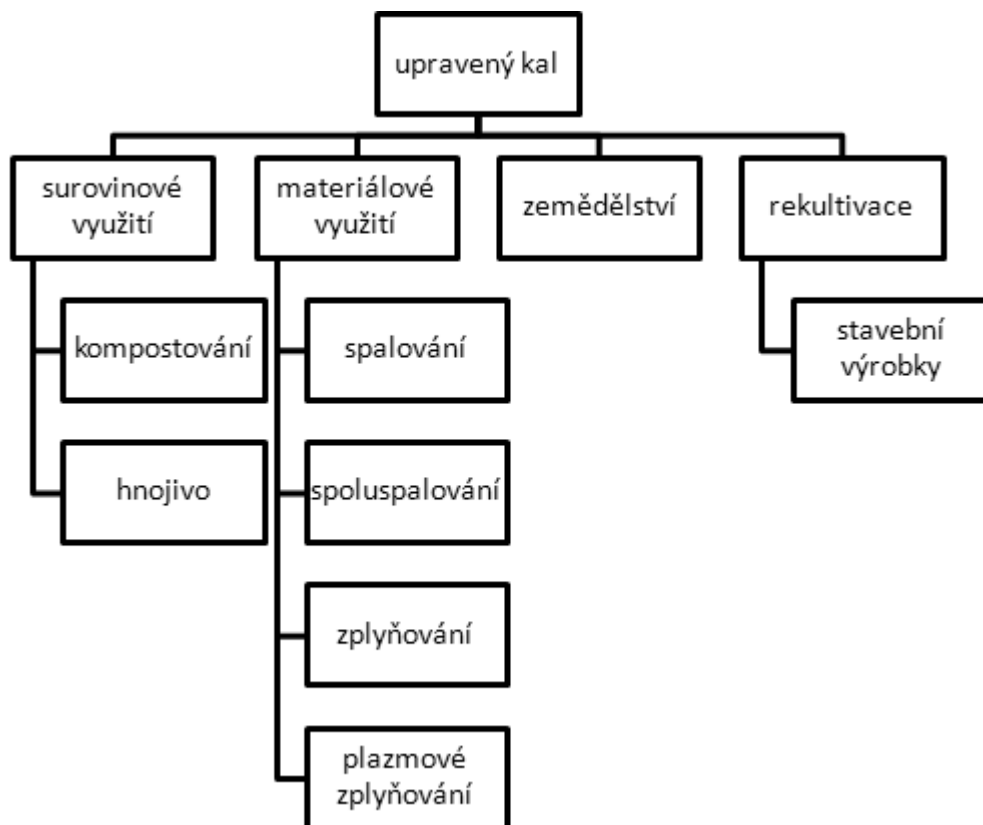 upravený kal
surovinové
využití
materiálové
využití
zemědělství
rekultivace
kompostování
spalování
stavební
výrobky
hnojivo
spoluspalování
zplyňování
plazmové
zplyňování